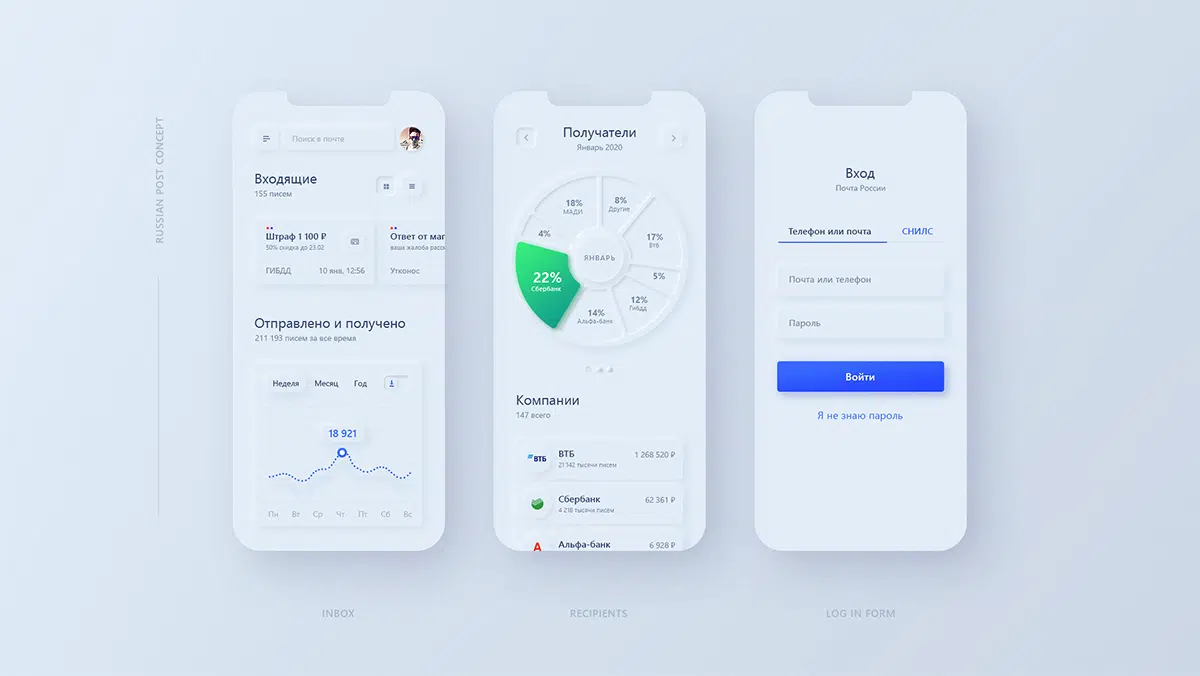 RUSSIAN POST CONCEPT
Поиск в почте
Входящие
155 писем
Штраф 1 100 ₽
50% скидка до 23.02
ГИБДД 10 янв, 12:56
Ответ от маг
ваша жалоба расс
Утконос
Отправлено и получено
211 193 писем за все время
Неделя Месяц Год
18 921
Пн Вт Ср Чт Пт Сб Вс
INBOX
Получатели
Январь 2020
18%
МАДИ
8%
Другие
4%
17%
Втб
ЯНВАРЬ
22%
Сбербанк
5%
12%
Гибдд
14%
Альфа-банк
Компании
147 всего
ВТБ
ВТБ 1 268 520 ₽
21 142 тысячи писем
Сбербанк 62 361 ₽
4 218 тысячи писем
А
Альфа-банк 6 928 ₽
RECIPIENTS
Вход
Почта России
Телефон или почта СНИЛС
Почта или телефон
Пароль
Войти
Я не знаю пароль
LOG IN FORM